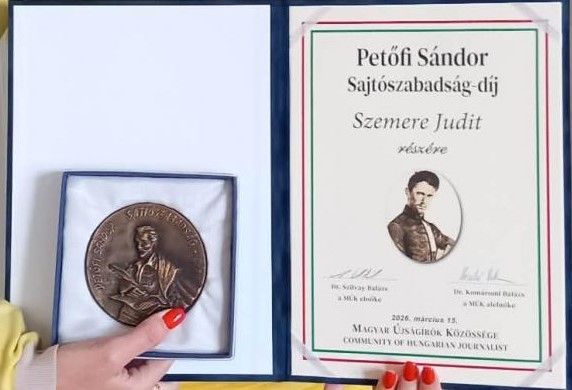 PETŐFI SÁNDOR SAJTÓSZABADSÁG
Petőfi Sándor
Sajtószabadság-díj
Szemere Judit
részére
Dr. Szilvay Balázs
a MÚK elnöke
Dr. Komáromi Balázs
a MÚK alelnöke
2026. március 15.
MAGYAR ÚJSÁGÍRÓK KÖZÖSSÉGE
COMMUNITY OF HUNGARIAN JOURNALIST